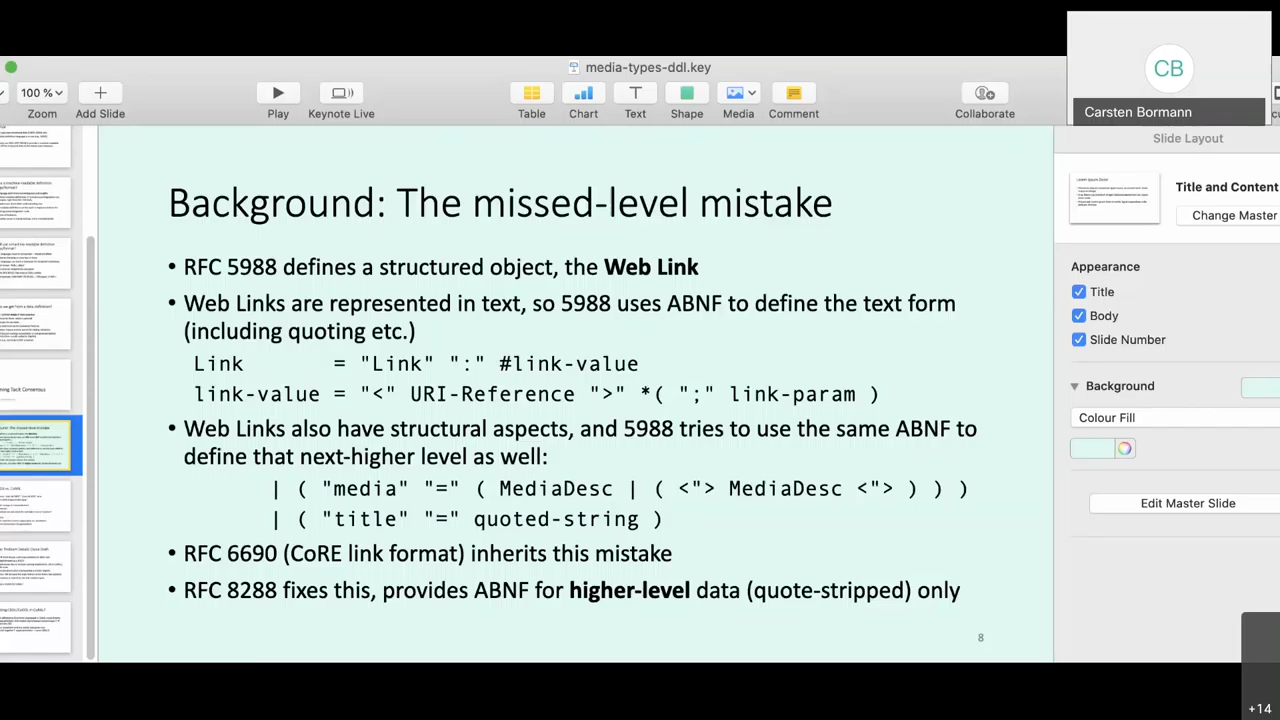 media-types-ddl.key
CB
Carsten Bormann
100 %
Zoom
Add Slide
Play
Keynote Live
Table
Chart
Text
Shape
Media
Comment
Collaborate
Slide Layout
Title and Content
Change Master
Appearance
Title
Body
Slide Number
Background
Colour Fill
Edit Master Slide
Background: The missed-level mistake
• RFC 5988 defines a structured object, the Web Link
• Web Links are represented in text, so 5988 uses ABNF to define the text form
(including quoting etc.)
Link = "Link" ":" #link-value
link-value = "<" URI-Reference ">" *( ";" link-param )
• Web Links also have structural aspects, and 5988 tries to use the same ABNF to
define that next-higher level as well:
| ( "media" "=" ( MediaDesc | ( <"> MediaDesc <"> ) ) )
| ( "title" "=" quoted-string )
• RFC 6690 (CoRE link format) inherits this mistake
• RFC 8288 fixes this, provides ABNF for higher-level data (quote-stripped) only
8
+14